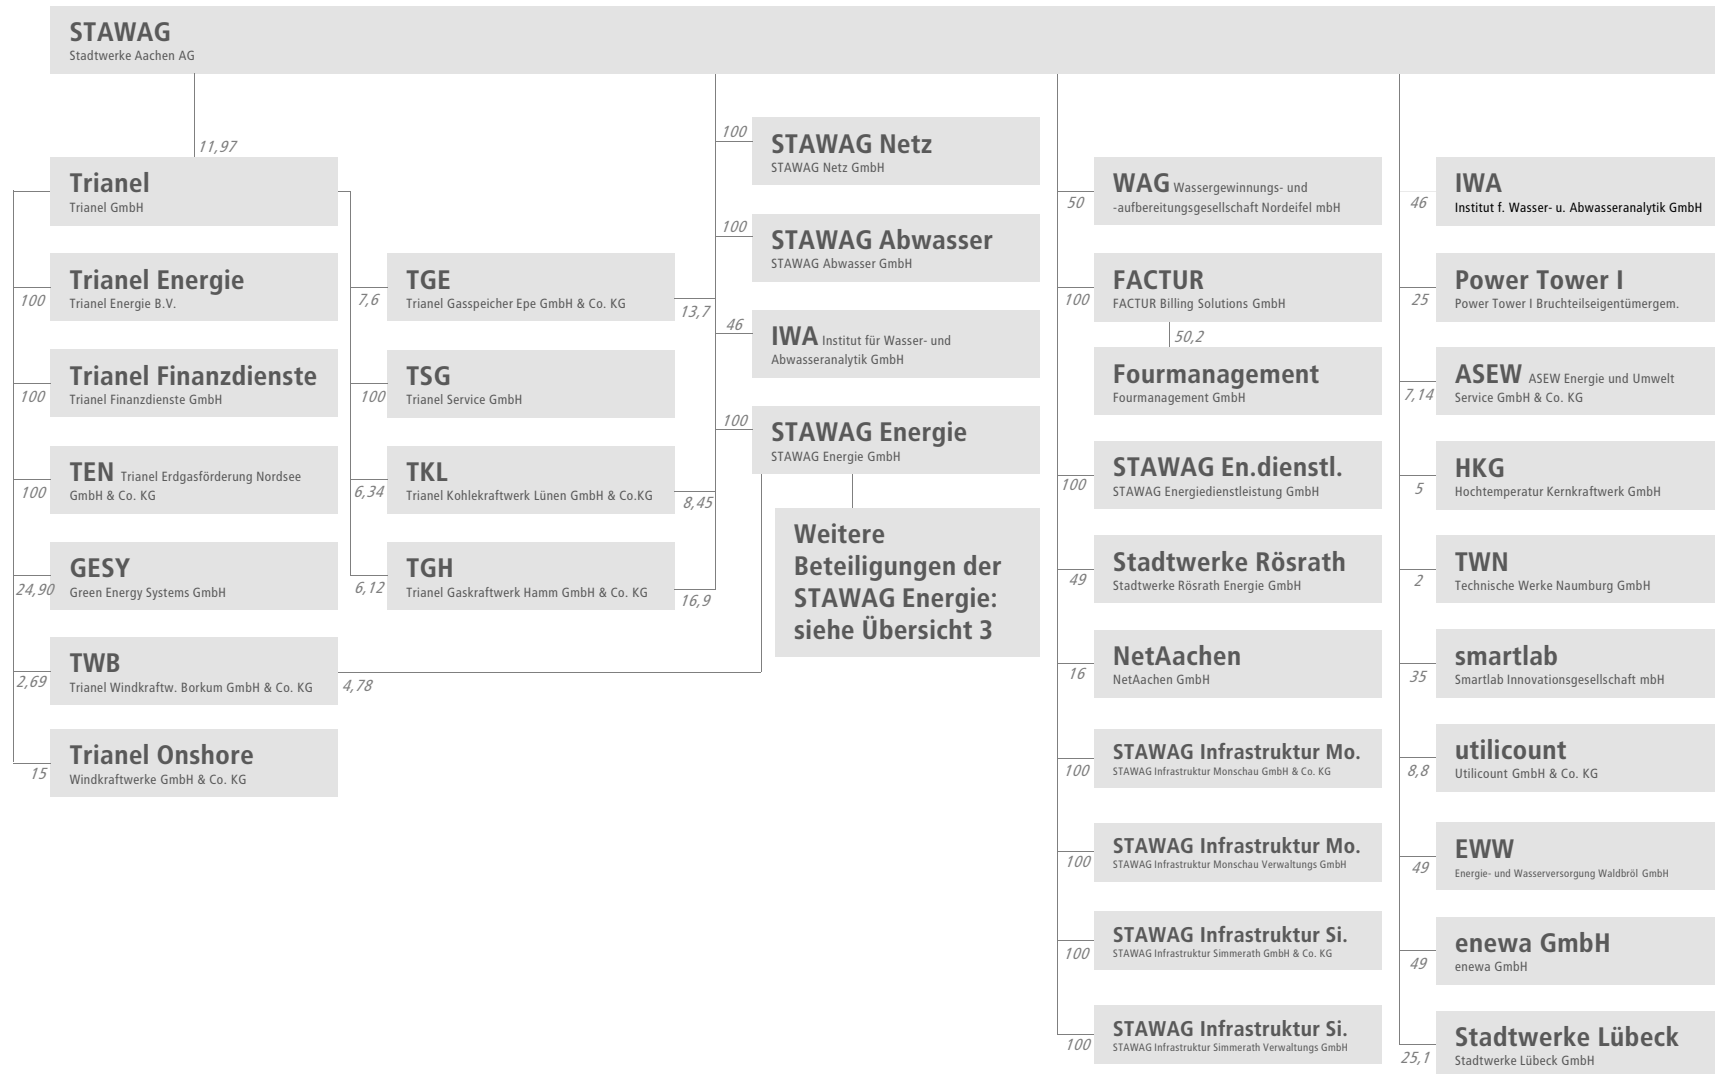 STAWAG
Stadtwerke Aachen AG
11,97
Trianel
Trianel GmbH
100
Trianel Energie
Trianel Energie B.V.
100
Trianel Finanzdienste
Trianel Finanzdienste GmbH
100
TEN Trianel Erdgasförderung Nordsee
GmbH & Co. KG
24,90
GESY
Green Energy Systems GmbH
2,69
TWB
Trianel Windkraftw. Borkum GmbH & Co. KG
4,78
15
Trianel Onshore
Windkraftwerke GmbH & Co. KG
7,6
TGE
Trianel Gasspeicher Epe GmbH & Co. KG
13,7
100
TSG
Trianel Service GmbH
6,34
TKL
Trianel Kohlekraftwerk Lünen GmbH & Co.KG
8,45
6,12
TGH
Trianel Gaskraftwerk Hamm GmbH & Co. KG
16,9
100
STAWAG Netz
STAWAG Netz GmbH
100
STAWAG Abwasser
STAWAG Abwasser GmbH
46
IWA Institut für Wasser- und
Abwasseranalytik GmbH
100
STAWAG Energie
STAWAG Energie GmbH
Weitere
Beteiligungen der
STAWAG Energie:
siehe Übersicht 3
50
WAG Wassergewinnungs- und
-aufbereitungsgesellschaft Nordeifel mbH
100
FACTUR
FACTUR Billing Solutions GmbH
50,2
Fourmanagement
Fourmanagement GmbH
100
STAWAG En.dienstl.
STAWAG Energiedienstleistung GmbH
49
Stadtwerke Rösrath
Stadtwerke Rösrath Energie GmbH
16
NetAachen
NetAachen GmbH
100
STAWAG Infrastruktur Mo.
STAWAG Infrastruktur Monschau GmbH & Co. KG
100
STAWAG Infrastruktur Mo.
STAWAG Infrastruktur Monschau Verwaltungs GmbH
100
STAWAG Infrastruktur Si.
STAWAG Infrastruktur Simmerath GmbH & Co. KG
100
STAWAG Infrastruktur Si.
STAWAG Infrastruktur Simmerath Verwaltungs GmbH
46
IWA
Institut f. Wasser- u. Abwasseranalytik GmbH
25
Power Tower I
Power Tower I Bruchteilseigentümergem.
7,14
ASEW ASEW Energie und Umwelt
Service GmbH & Co. KG
5
HKG
Hochtemperatur Kernkraftwerk GmbH
2
TWN
Technische Werke Naumburg GmbH
35
smartlab
Smartlab Innovationsgesellschaft mbH
8,8
utilicount
Utilicount GmbH & Co. KG
49
EWW
Energie- und Wasserversorgung Waldbröl GmbH
49
enewa GmbH
enewa GmbH
25,1
Stadtwerke Lübeck
Stadtwerke Lübeck GmbH